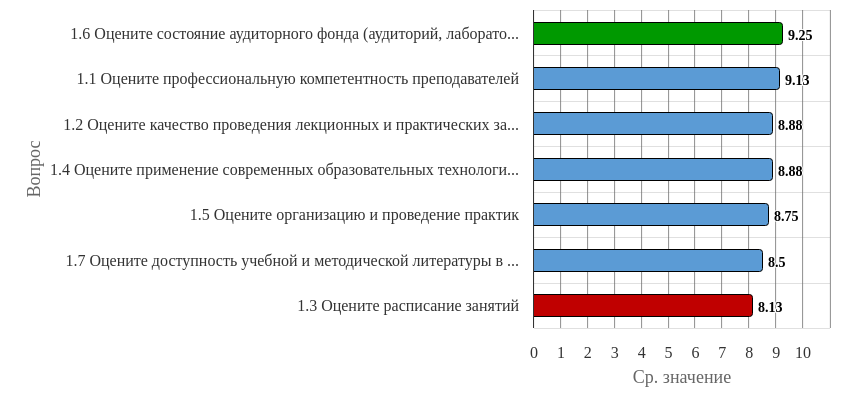 1.6 Оцените состояние аудиторного фонда (аудиторий, лаборато...
9.25
1.1 Оцените профессиональную компетентность преподавателей
9.13
1.2 Оцените качество проведения лекционных и практических за...
8.88
1.4 Оцените применение современных образовательных технологи...
8.88
1.5 Оцените организацию и проведение практик
8.75
1.7 Оцените доступность учебной и методической литературы в ...
8.5
1.3 Оцените расписание занятий
8.13
Вопрос
0 1 2 3 4 5 6 7 8 9 10
Ср. значение